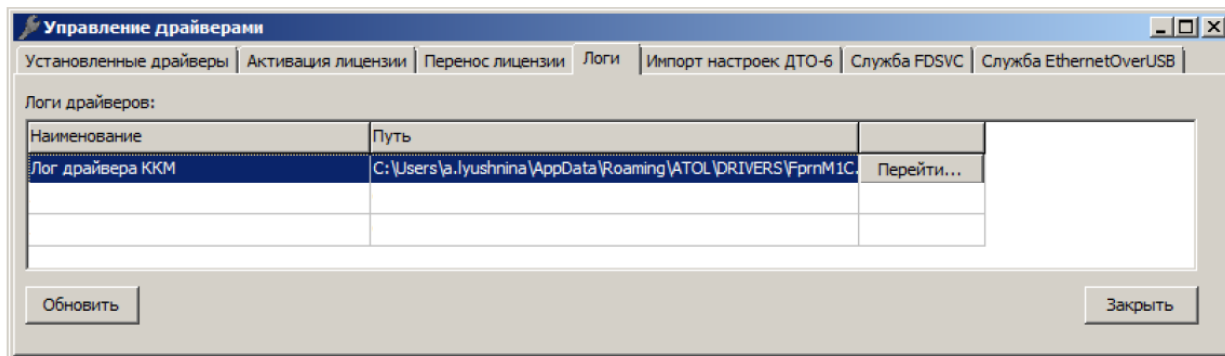 Управление драйверами
Установленные драйверы Активация лицензии Перенос лицензии Логи Импорт настроек ДТО-6 Служба FDSVC Служба EthernetOverUSB
Логи драйверов:
Наименование Путь
Лог драйвера ККМ C:\Users\a.lyushnina\AppData\Roaming\ATOL\DRIVERS\FprnM1C. Перейти...
Обновить Закрыть